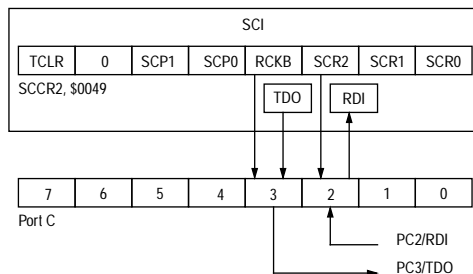 SCI
TCLR 0 SCP1 SCP0 RCKB SCR2 SCR1 SCR0
SCCR2, $0049
TDO RDI
7 6 5 4 3 2 1 0
Port C
PC2/RDI
PC3/TDO